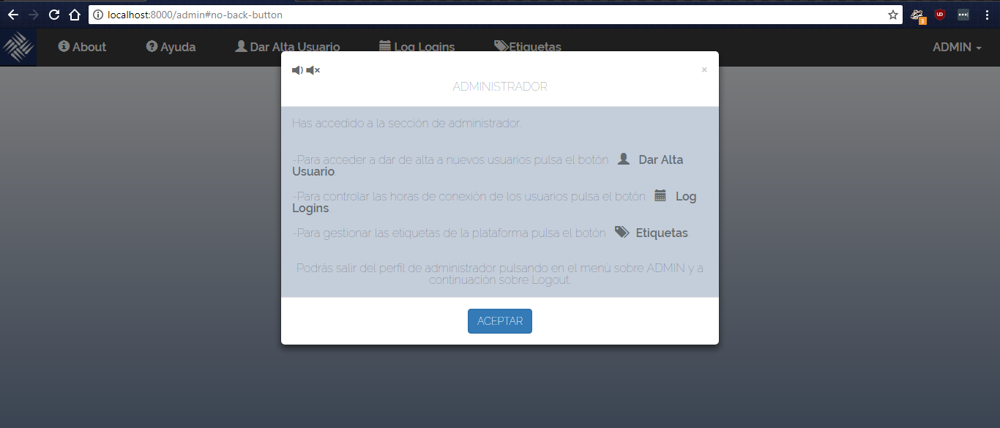 localhost:8000/admin#no-back-button
3
UD
About Ayuda Dar Alta Usuario Log Logins Etiquetas ADMIN
×
ADMINISTRADOR
Has accedido a la sección de administrador.
-Para acceder a dar de alta a nuevos usuarios pulsa el botón Dar Alta
Usuario.
-Para controlar las horas de conexión de los usuarios pulsa el botón Log
Logins
-Para gestionar las etiquetas de la plataforma pulsa el botón Etiquetas.
Podrás salir del perfil de administrador pulsando en el menú sobre ADMIN y a
continuación sobre Logout.
ACEPTAR